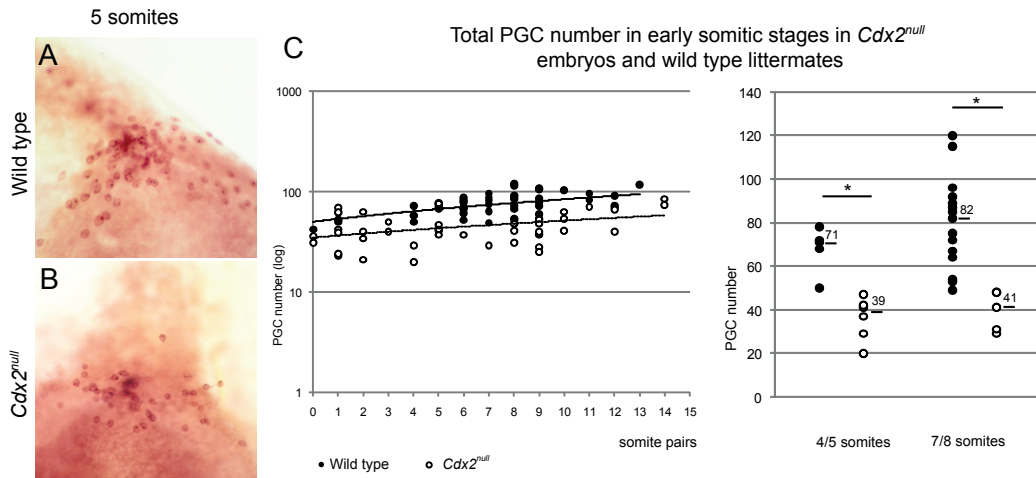 5 somites
A
Wild type
B
Cdx2null
C
Total PGC number in early somitic stages in Cdx2null
embryos and wild type littermates
PGC number (log)
1000
100
10
1
0 1 2 3 4 5 6 7 8 9 10 11 12 13 14 15
somite pairs
Wild type Cdx2null
PGC number
140
120
100
80
60
40
20
0
*
*
71
39
82
41
4/5 somites 7/8 somites